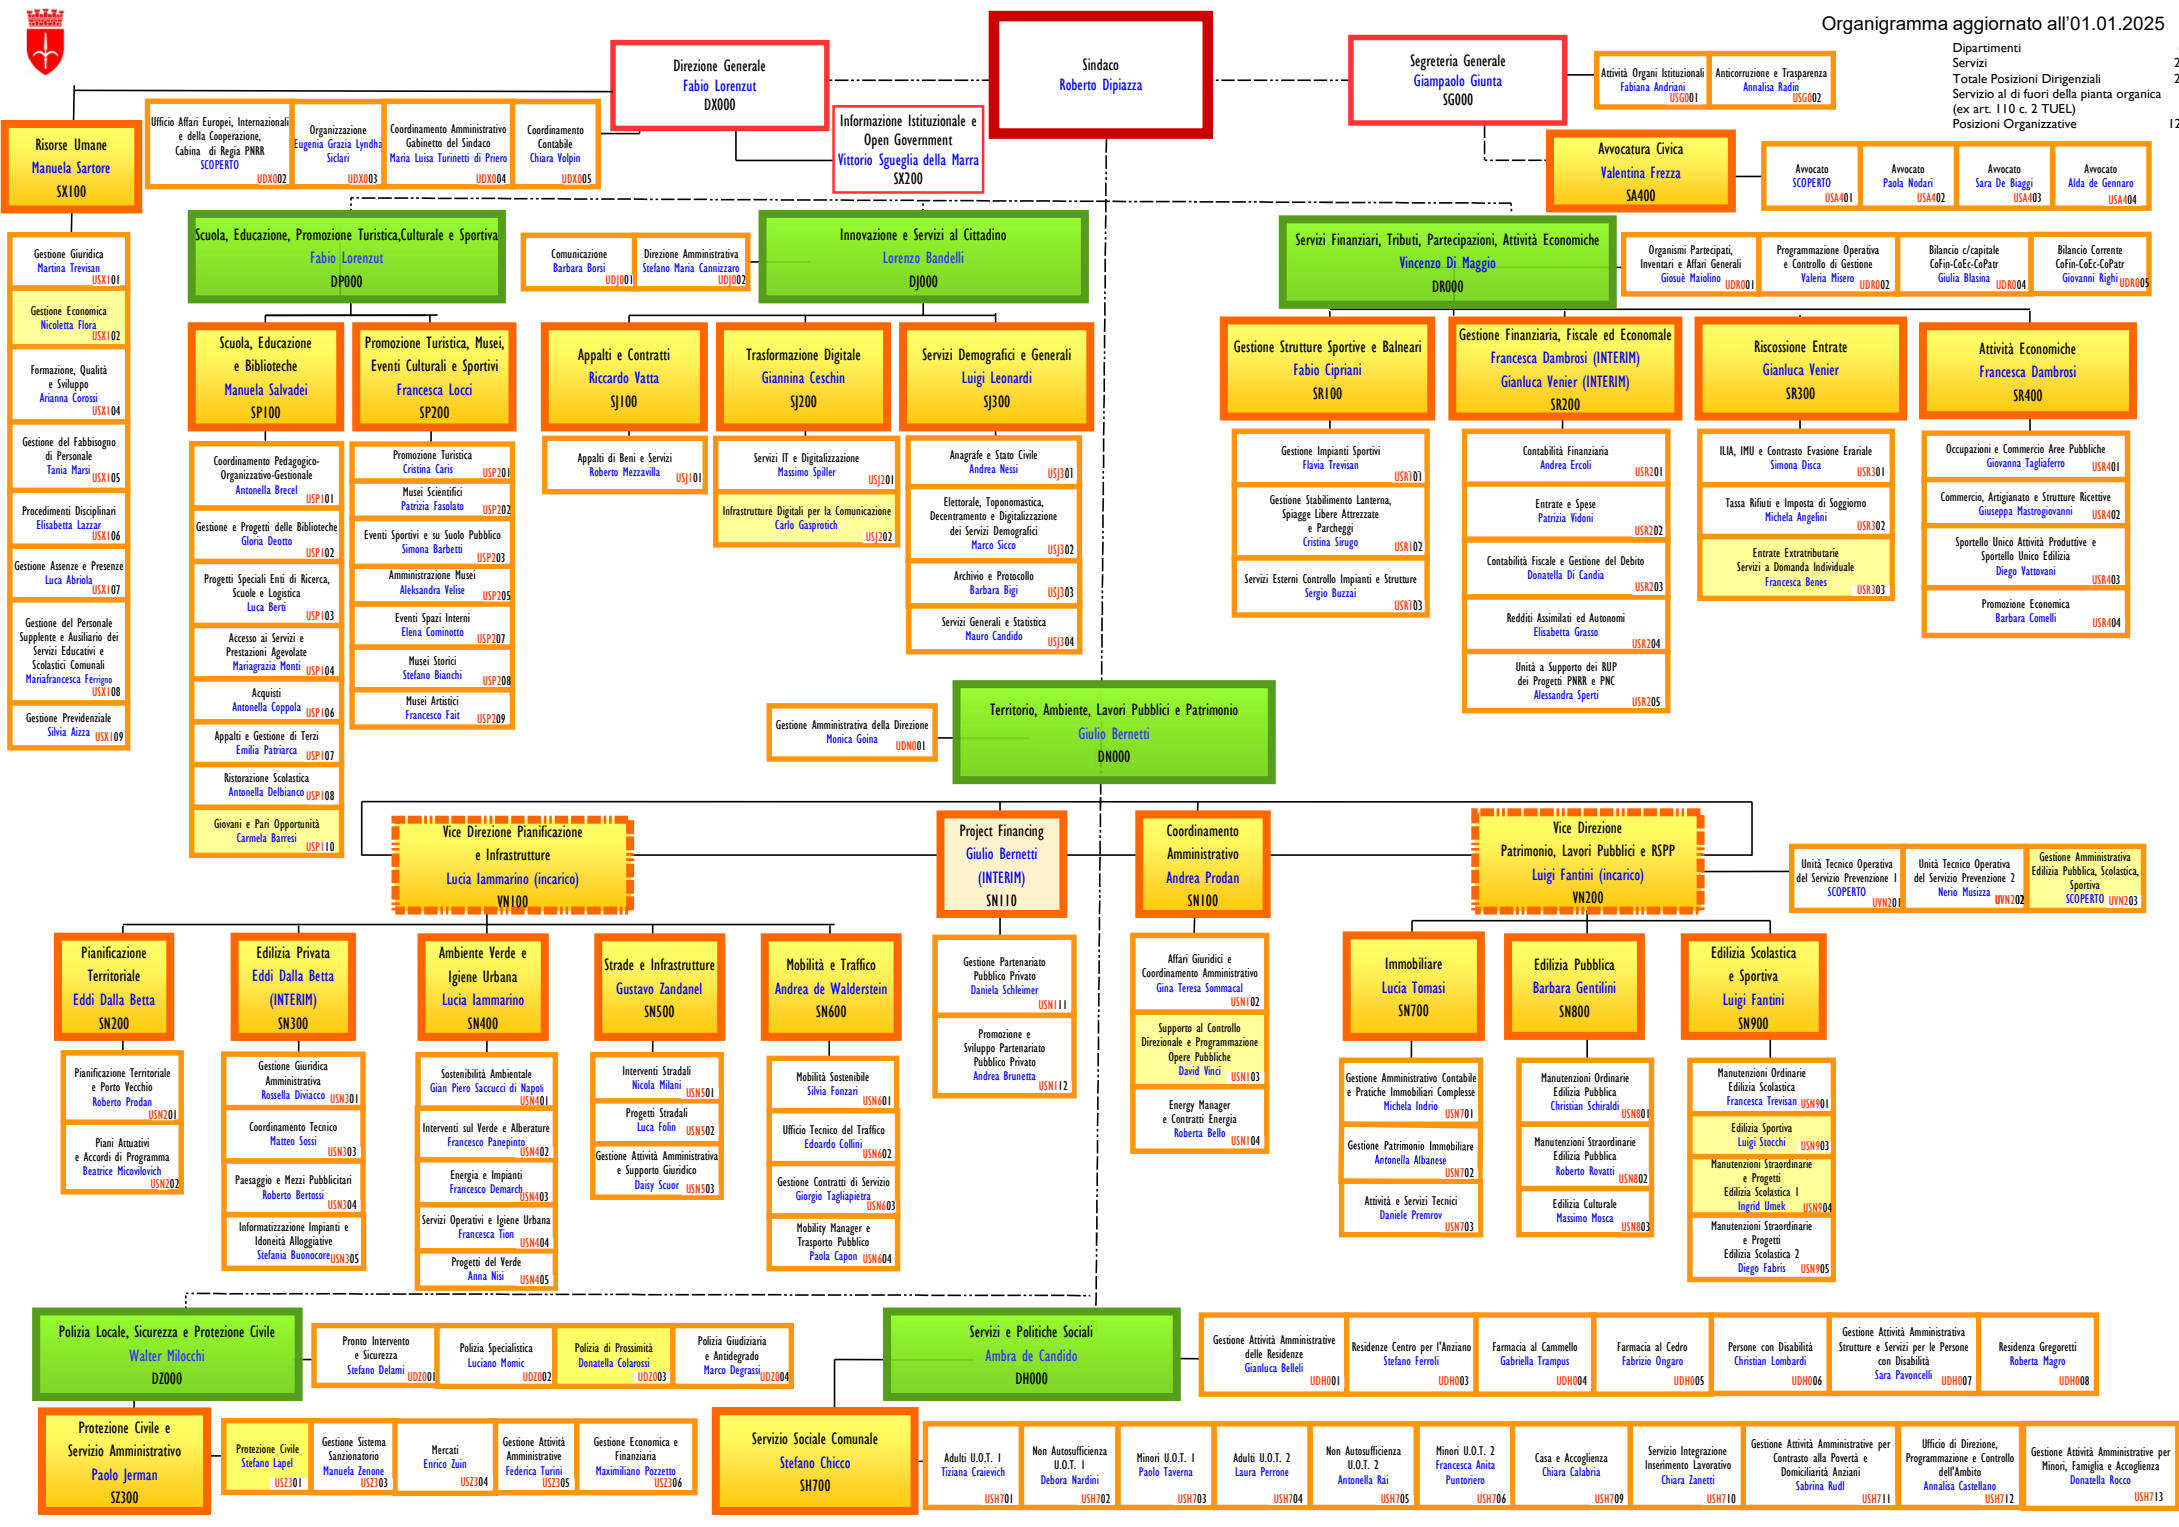 Organigramma aggiornato all'01.01.2025
Dipartimenti
Servizi 2
Totale Posizioni Dirigenziali 2
Servizio al di fuori della pianta organica
(ex art. 110 c. 2 TUEL)
Posizioni Organizzative 12
Direzione Generale
Fabio Lorenzut
DX000
Sindaco
Roberto Dipiazza
Segreteria Generale
Giampaolo Giunta
SG000
Attività Organi Istituzionali
Fabiana Andriani
USG001
Anticorruzione e Trasparenza
Annalisa Radin
USG002
Risorse Umane
Manuela Sartore
SX100
Ufficio Affari Europei, Internazionali
e della Cooperazione,
Cabina di Regia PNRR
SCOPERTO
UDX002
Organizzazione
Eugenia Grazia Lyndha
Siclari
UDX003
Coordinamento Amministrativo
Gabinetto del Sindaco
Maria Luisa Turinetti di Priero
UDX004
Coordinamento
Contabile
Chiara Volpin
UDX005
Informazione Istituzionale e
Open Government
Vittorio Sgueglia della Marra
SX200
Avvocatura Civica
Valentina Frezza
SA400
Avvocato
SCOPERTO
USA401
Avvocato
Paola Nodari
USA402
Avvocato
Sara De Biaggi
USA403
Avvocato
Alda de Gennaro
USA404
Gestione Giuridica
Martina Trevisan
USX101
Gestione Economica
Nicoletta Flora
USX102
Formazione, Qualità
e Sviluppo
Arianna Corossi
USX104
Gestione del Fabbisogno
di Personale
Tania Marsi
USX105
Procedimenti Disciplinari
Elisabetta Lazzar
USX106
Gestione Assenze e Presenze
Luca Abriola
USX107
Gestione del Personale
Supplente e Ausiliario dei
Servizi Educativi e
Scolastici Comunali
Mariafrancesca Ferrigno
USX108
Gestione Previdenziale
Silvia Aizza USX109
Scuola, Educazione, Promozione Turistica,Culturale e Sportiva
Fabio Lorenzut
DP000
Comunicazione
Barbara Borsi
UDJ001
Direzione Amministrativa
Stefano Maria Cannizzaro
UDJ002
Innovazione e Servizi al Cittadino
Lorenzo Bandelli
DJ000
Servizi Finanziari, Tributi, Partecipazioni, Attività Economiche
Vincenzo Di Maggio
DR000
Organismi Partecipati,
Inventari e Affari Generali
Giosuè Maiolino UDR001
Programmazione Operativa
e Controllo di Gestione
Valeria Misero UDR002
Bilancio c/capitale
CoFin-CoEc-CoPatr
Giulia Blasina UDR004
Bilancio Corrente
CoFin-CoEc-CoPatr
Giovanni Righi UDR005
Scuola, Educazione
e Biblioteche
Manuela Salvadei
SP100
Promozione Turistica, Musei,
Eventi Culturali e Sportivi
Francesca Locci
SP200
Appalti e Contratti
Riccardo Vatta
SJ100
Trasformazione Digitale
Giannina Ceschin
SJ200
Servizi Demografici e Generali
Luigi Leonardi
SJ300
Gestione Strutture Sportive e Balneari
Fabio Cipriani
SR100
Gestione Finanziaria, Fiscale ed Economale
Francesca Dambrosi (INTERIM)
Gianluca Venier (INTERIM)
SR200
Riscossione Entrate
Gianluca Venier
SR300
Attività Economiche
Francesca Dambrosi
SR400
Coordinamento Pedagogico-
Organizzativo-Gestionale
Antonella Brecel
USP101
Gestione e Progetti delle Biblioteche
Gloria Deotto
USP102
Progetti Speciali Enti di Ricerca,
Scuole e Logistica
Luca Berti
USP103
Accesso ai Servizi e
Prestazioni Agevolate
Mariagrazia Monti USP104
Acquisti
Antonella Coppola USP106
Appalti e Gestione di Terzi
Emilia Patriarca USP107
Ristorazione Scolastica
Antonella Delbianco USP108
Giovani e Pari Opportunità
Carmela Barresi
USP110
Promozione Turistica
Cristina Caris USP201
Musei Scientifici
Patrizia Fasolato USP202
Eventi Sportivi e su Suolo Pubblico
Simona Barbetti
USP203
Amministrazione Musei
Aleksandra Velise USP205
Eventi Spazi Interni
Elena Cominotto USP207
Musei Storici
Stefano Bianchi USP208
Musei Artistici
Francesco Fait USP209
Appalti di Beni e Servizi
Roberto Mezzavilla USJ101
Servizi IT e Digitalizzazione
Massimo Spiller
USJ201
Infrastrutture Digitali per la Comunicazione
Carlo Gasprotich
USJ202
Anagrafe e Stato Civile
Andrea Nessi USJ301
Elettorale, Toponomastica,
Decentramento e Digitalizzazione
dei Servizi Demografici
Marco Sicco USJ302
Archivio e Protocollo
Barbara Bigi USJ303
Servizi Generali e Statistica
Mauro Candido USJ304
Gestione Impianti Sportivi
Flavia Trevisan
USR101
Gestione Stabilimento Lanterna,
Spiagge Libere Attrezzate
e Parcheggi
Cristina Sirugo USR102
Servizi Esterni Controllo Impianti e Strutture
Sergio Buzzai
USR103
Contabilità Finanziaria
Andrea Ercoli
USR201
Entrate e Spese
Patrizia Vidoni
USR202
Contabilità Fiscale e Gestione del Debito
Donatella Di Candia
USR203
Redditi Assimilati ed Autonomi
Elisabetta Grasso
USR204
Unità a Supporto dei RUP
dei Progetti PNRR e PNC
Alessandra Sperti
USR205
ILIA, IMU e Contrasto Evasione Erariale
Simona Disca
USR301
Tassa Rifiuti e Imposta di Soggiorno
Michela Angelini
USR302
Entrate Extratributarie
Servizi a Domanda Individuale
Francesca Benes
USR303
Occupazioni e Commercio Aree Pubbliche
Giovanna Tagliaferro USR401
Commercio, Artigianato e Strutture Ricettive
Giuseppa Mastrogiovanni USR402
Sportello Unico Attività Produttive e
Sportello Unico Edilizia
Diego Vattovani
USR403
Promozione Economica
Barbara Comelli
USR404
Gestione Amministrativa della Direzione
Monica Goina UDN001
Territorio, Ambiente, Lavori Pubblici e Patrimonio
Giulio Bernetti
DN000
Vice Direzione Pianificazione
e Infrastrutture
Lucia Iammarino (incarico)
VN100
Project Financing
Giulio Bernetti
(INTERIM)
SN110
Coordinamento
Amministrativo
Andrea Prodan
SN100
Vice Direzione
Patrimonio, Lavori Pubblici e RSPP
Luigi Fantini (incarico)
VN200
Unità Tecnico Operativa
del Servizio Prevenzione 1
SCOPERTO
UVN201
Unità Tecnico Operativa
del Servizio Prevenzione 2
Nerio Musizza
UVN202
Gestione Amministrativa
Edilizia Pubblica, Scolastica,
Sportiva
SCOPERTO UVN203
Pianificazione
Territoriale
Eddi Dalla Betta
SN200
Edilizia Privata
Eddi Dalla Betta
(INTERIM)
SN300
Ambiente Verde e
Igiene Urbana
Lucia Iammarino
SN400
Strade e Infrastrutture
Gustavo Zandanel
SN500
Mobilità e Traffico
Andrea de Walderstein
SN600
Immobiliare
Lucia Tomasi
SN700
Edilizia Pubblica
Barbara Gentilini
SN800
Edilizia Scolastica
e Sportiva
Luigi Fantini
SN900
Pianificazione Territoriale
e Porto Vecchio
Roberto Prodan
USN201
Piani Attuativi
e Accordi di Programma
Beatrice Micovilovich
USN202
Gestione Giuridica
Amministrativa
Rossella Diviacco USN301
Coordinamento Tecnico
Matteo Sossi
USN303
Paesaggio e Mezzi Pubblicitari
Roberto Bertossi
USN304
Informatizzazione Impianti e
Idoneità Alloggiative
Stefania Buonocore USN305
Sostenibilità Ambientale
Gian Piero Saccucci di Napoli
USN401
Interventi sul Verde e Alberature
Francesco Panepinto
USN402
Energia e Impianti
Francesco Demarch
USN403
Servizi Operativi e Igiene Urbana
Francesca Tion USN404
Progetti del Verde
Anna Nisi USN405
Interventi Stradali
Nicola Milani
USN501
Progetti Stradali
Luca Folin USN502
Gestione Attività Amministrativa
e Supporto Giuridico
Daisy Scuor USN503
Mobilità Sostenibile
Silvia Fonzari
USN601
Ufficio Tecnico del Traffico
Edoardo Collini
USN602
Gestione Contratti di Servizio
Giorgio Tagliapietra
USN603
Mobility Manager e
Trasporto Pubblico
Paola Capon USN604
Gestione Partenariato
Pubblico Privato
Daniela Schleimer
USN111
Promozione e
Sviluppo Partenariato
Pubblico Privato
Andrea Brunetta
USN112
Affari Giuridici e
Coordinamento Amministrativo
Gina Teresa Sommacal
USN102
Supporto al Controllo
Direzionale e Programmazione
Opere Pubbliche
David Vinci USN103
Energy Manager
e Contratti Energia
Roberta Bello
USN104
Gestione Amministrativo Contabile
e Pratiche Immobiliari Complesse
Michela Indrio
USN701
Gestione Patrimonio Immobiliare
Antonella Albanese
USN702
Attività e Servizi Tecnici
Daniele Premrov
USN703
Manutenzioni Ordinarie
Edilizia Pubblica
Christian Schiraldi
USN801
Manutenzioni Straordinarie
Edilizia Pubblica
Roberto Rovatti
USN802
Edilizia Culturale
Massimo Mosca
USN803
Manutenzioni Ordinarie
Edilizia Scolastica
Francesca Trevisan USN901
Edilizia Sportiva
Luigi Stocchi USN903
Manutenzioni Straordinarie
e Progetti
Edilizia Scolastica 1
Ingrid Umek USN904
Manutenzioni Straordinarie
e Progetti
Edilizia Scolastica 2
Diego Fabris USN905
Polizia Locale, Sicurezza e Protezione Civile
Walter Milocchi
DZ000
Pronto Intervento
e Sicurezza
Stefano Delami UDZ001
Polizia Specialistica
Luciano Momic
UDZ002
Polizia di Prossimità
Donatella Colarossi
UDZ003
Polizia Giudiziaria
e Antidegrado
Marco Degrassi UDZ004
Servizi e Politiche Sociali
Ambra de Candido
DH000
Gestione Attività Amministrative
delle Residenze
Gianluca Belleli
UDH001
Residenze Centro per l'Anziano
Stefano Ferroli
UDH003
Farmacia al Cammello
Gabriella Trampus
UDH004
Farmacia al Cedro
Fabrizio Ongaro
UDH005
Persone con Disabilità
Christian Lombardi
UDH006
Gestione Attività Amministrativa
Strutture e Servizi per le Persone
con Disabilità
Sara Pavoncelli UDH007
Residenza Gregoretti
Roberta Magro
UDH008
Protezione Civile e
Servizio Amministrativo
Paolo Jerman
SZ300
Protezione Civile
Stefano Lapel
USZ301
Gestione Sistema
Sanzionatorio
Manuela Zenone
USZ303
Mercati
Enrico Zuin
USZ304
Gestione Attività
Amministrative
Federica Turini
USZ305
Gestione Economica e
Finanziaria
Maximiliano Pozzetto
USZ306
Servizio Sociale Comunale
Stefano Chicco
SH700
Adulti U.O.T. 1
Tiziana Craievich
USH701
Non Autosufficienza
U.O.T. 1
Debora Nardini
USH702
Minori U.O.T. 1
Paolo Taverna
USH703
Adulti U.O.T. 2
Laura Perrone
USH704
Non Autosufficienza
U.O.T. 2
Antonella Rai
USH705
Minori U.O.T. 2
Francesca Anita
Puntoriero
USH706
Casa e Accoglienza
Chiara Calabria
USH709
Servizio Integrazione
Inserimento Lavorativo
Chiara Zanetti
USH710
Gestione Attività Amministrative per
Contrasto alla Povertà e
Domiciliarità Anziani
Sabrina Rudl
USH711
Ufficio di Direzione,
Programmazione e Controllo
dell'Ambito
Annalisa Castellano
USH712
Gestione Attività Amministrative per
Minori, Famiglia e Accoglienza
Donatella Rocco
USH713